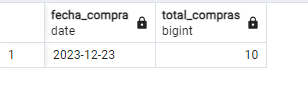 fecha_compra total_compras
date bigint
1 2023-12-23 10